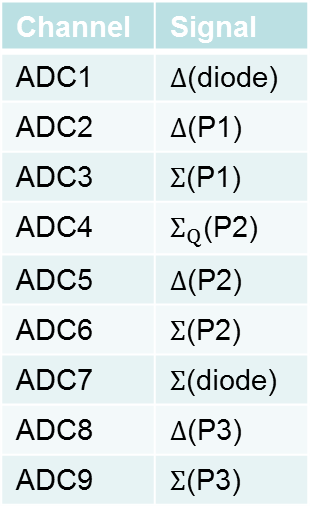 Channel Signal
ADC1 Δ(diode)
ADC2 Δ(P1)
ADC3 Σ(P1)
ADC4 Σ_Q(P2)
ADC5 Δ(P2)
ADC6 Σ(P2)
ADC7 Σ(diode)
ADC8 Δ(P3)
ADC9 Σ(P3)